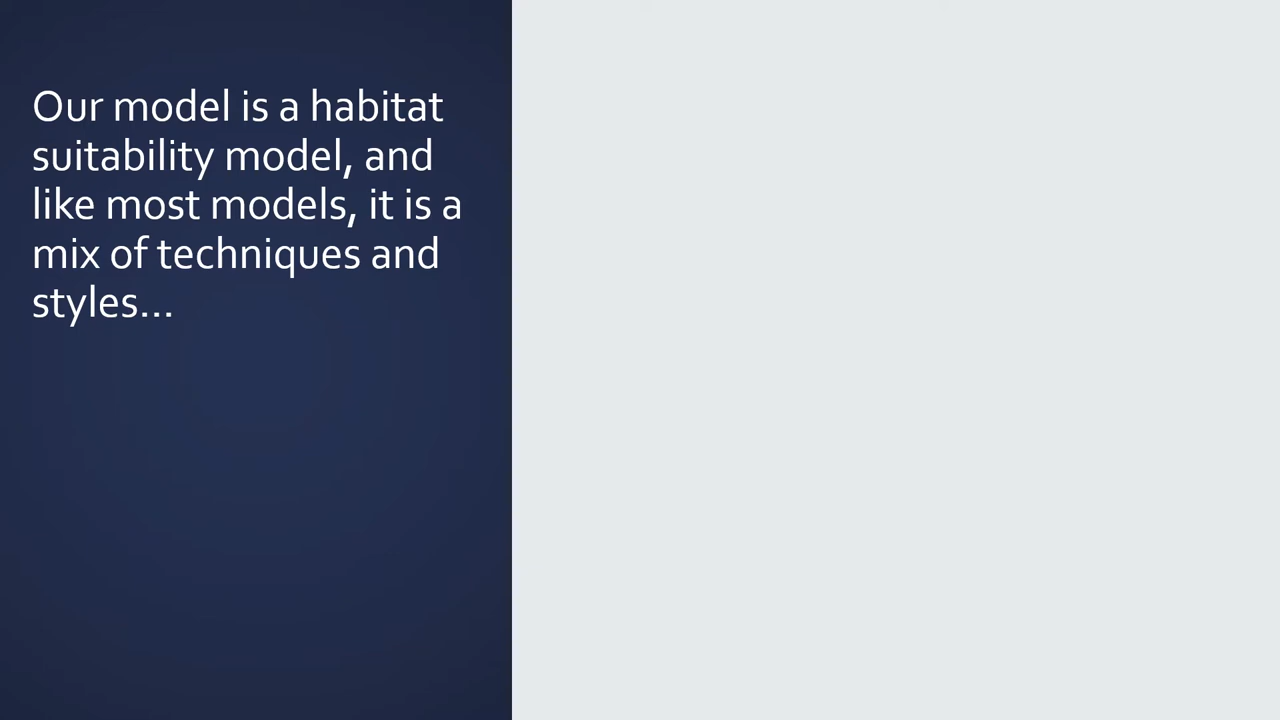 Our model is a habitat
suitability model, and
like most models, it is a
mix of techniques and
styles...